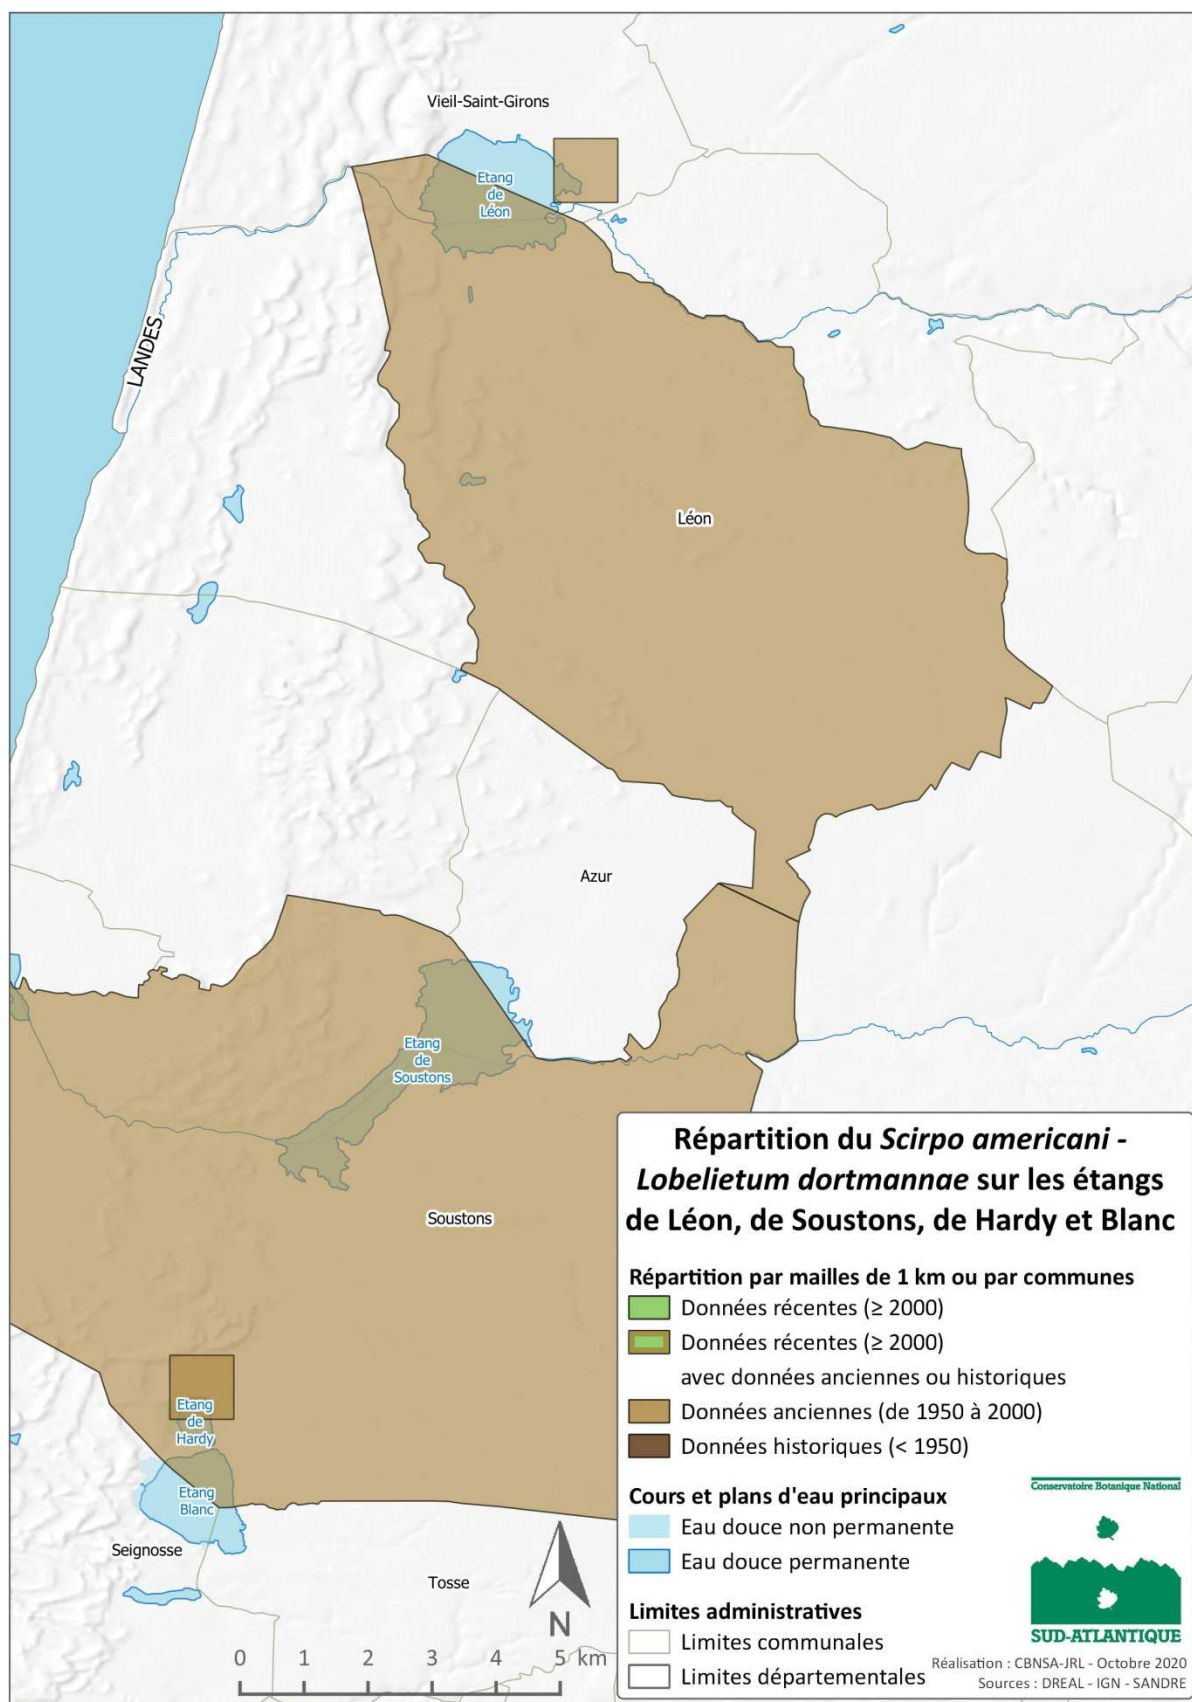 Vieil-Saint-Girons
Etang
de
Léon
LANDES
Léon
Azur
Etang
de
Soustons
Soustons
Etang
de
Hardy
Etang
Blanc
Seignosse
Tosse
N
0 1 2 3 4 5 km
Répartition du Scirpo americani -
Lobelietum dortmannae sur les étangs
de Léon, de Soustons, de Hardy et Blanc
Répartition par mailles de 1 km ou par communes
Données récentes (≥ 2000)
Données récentes (≥ 2000)
avec données anciennes ou historiques
Données anciennes (de 1950 à 2000)
Données historiques (< 1950)
Cours et plans d'eau principaux
Eau douce non permanente
Eau douce permanente
Limites administratives
Limites communales
Limites départementales
Conservatoire Botanique National
SUD-ATLANTIQUE
Réalisation : CBNSA-JRL - Octobre 2020
Sources : DREAL - IGN - SANDRE